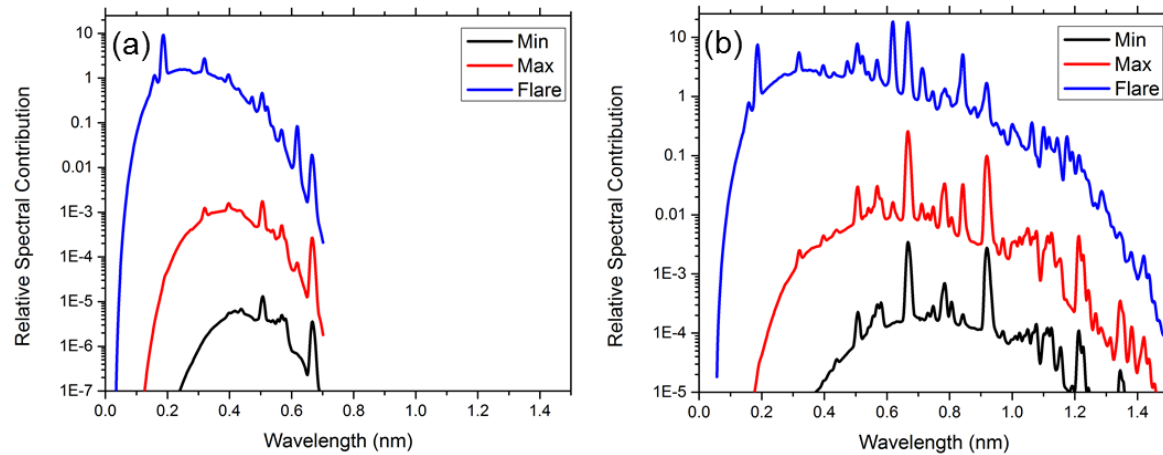 (a)
Min
Max
Flare
10
1
0.1
0.01
1E-3
1E-4
1E-5
1E-6
1E-7
Relative Spectral Contribution
0.0 0.2 0.4 0.6 0.8 1.0 1.2 1.4
Wavelength (nm)
(b)
Min
Max
Flare
10
1
0.1
0.01
1E-3
1E-4
1E-5
Relative Spectral Contribution
0.0 0.2 0.4 0.6 0.8 1.0 1.2 1.4
Wavelength (nm)